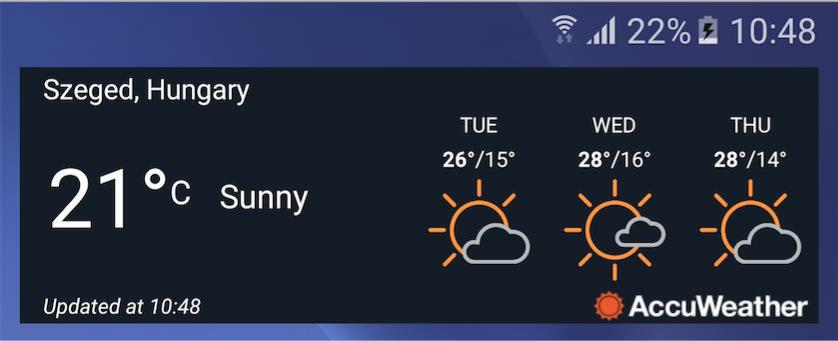 22% 10:48
Szeged, Hungary
21°C Sunny
TUE WED THU
26°/15° 28°/16° 28°/14°
Updated at 10:48
AccuWeather